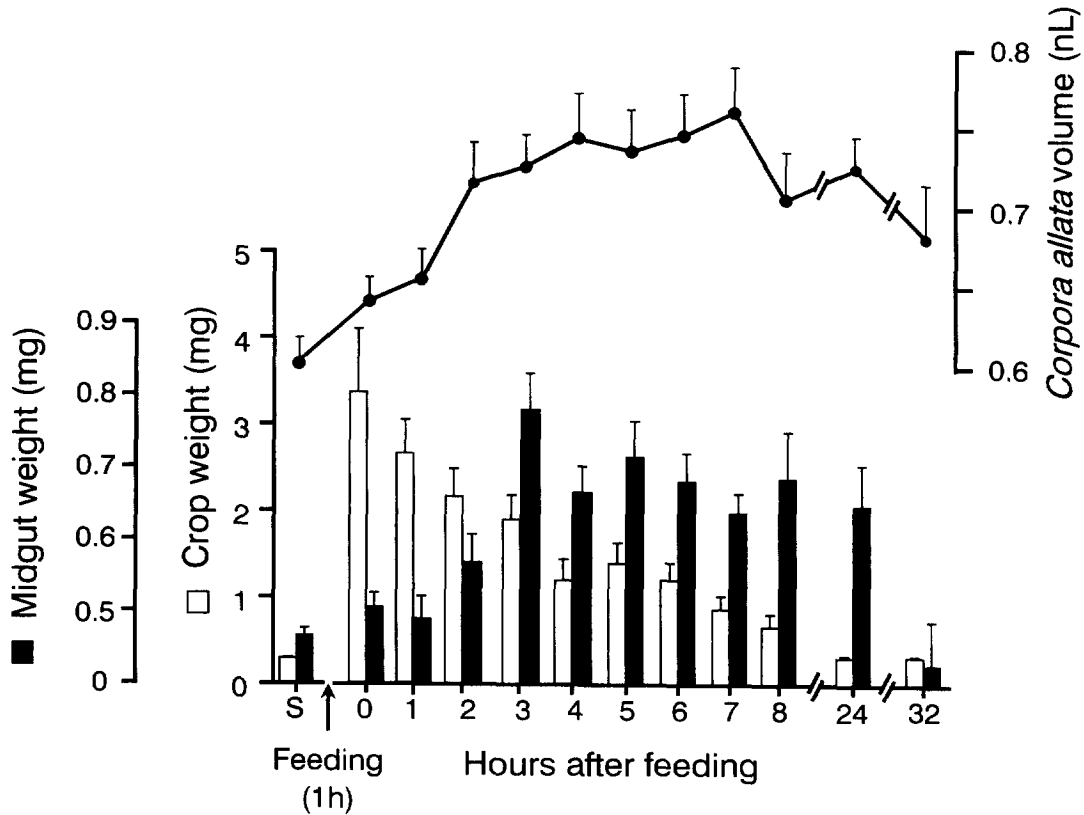 Midgut weight (mg)
0.9
0.8
0.7
0.6
0.5
0
Crop weight (mg)
5
4
3
2
1
0
Corpora allata volume (nL)
0.8
0.7
0.6
S 0 1 2 3 4 5 6 7 8 24 32
Feeding
(1h)
Hours after feeding